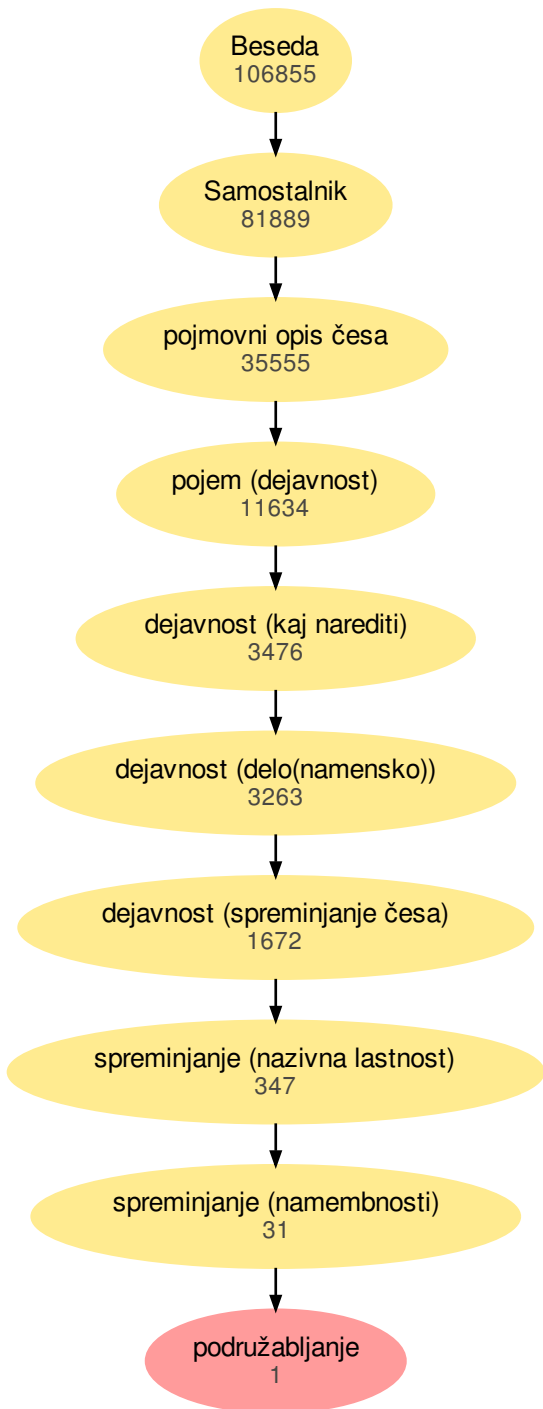 Beseda
106855
Samostalnik
81889
pojmovni opis česa
35555
pojem (dejavnost)
11634
dejavnost (kaj narediti)
3476
dejavnost (delo(namensko))
3263
dejavnost (spreminjanje česa)
1672
spreminjanje (nazivna lastnost)
347
spreminjanje (namembnosti)
31
podružabljanje
1